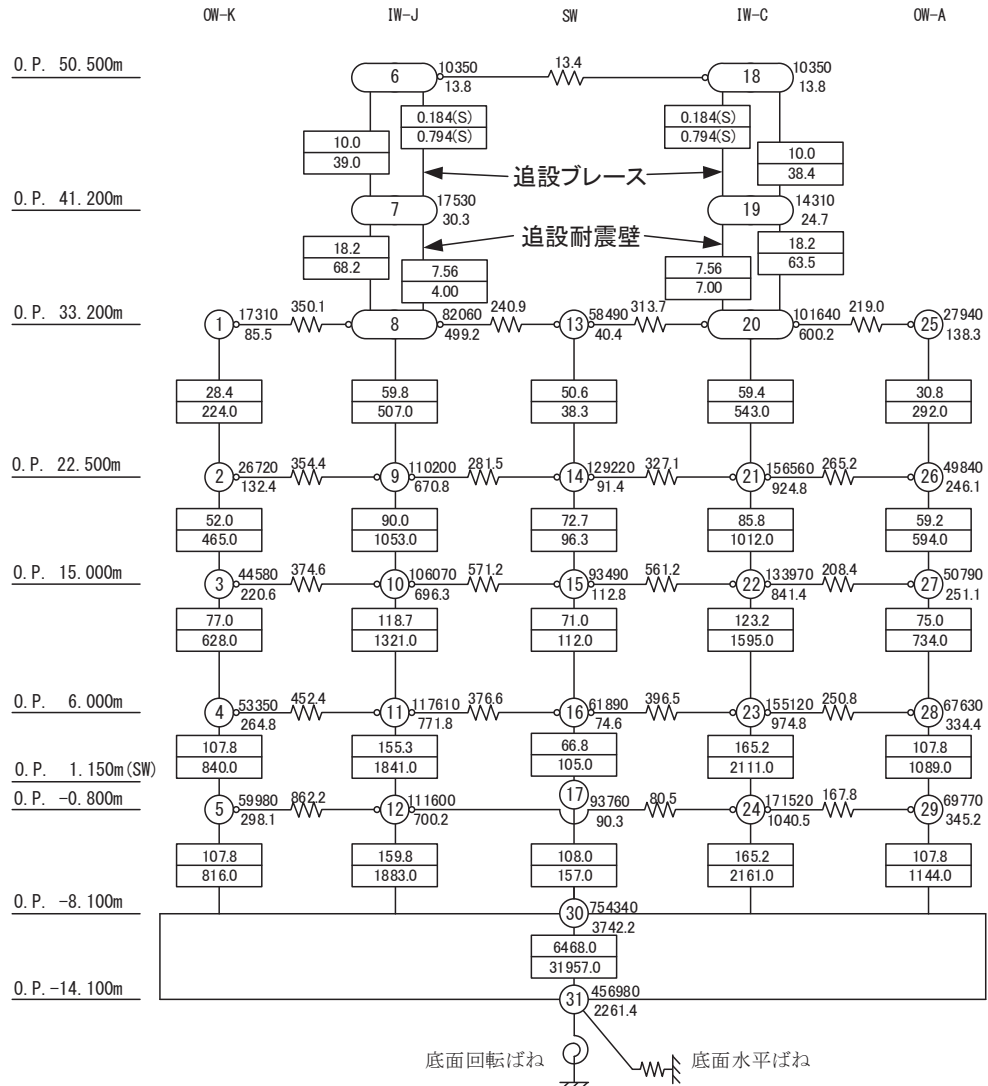 OW-K IW-J SW IW-C OW-A
O.P. 50.500m 6 10350 13.4 18 10350
13.8 13.8
0.184(S) 0.184(S)
0.794(S) 0.794(S)
10.0 10.0
39.0 38.4
追設ブレース
O.P. 41.200m 7 17530 19 14310
30.3 24.7
追設耐震壁
18.2 18.2
68.2 63.5
7.56 7.56
4.00 7.00
O.P. 33.200m 1 17310 350.1 8 82060 240.9 13 58490 313.7 20 101640 219.0 25 27940
85.5 499.2 40.4 600.2 138.3
28.4 59.8 50.6 59.4 30.8
224.0 507.0 38.3 543.0 292.0
O.P. 22.500m 2 26720 354.4 9 110200 281.5 14 129220 327.1 21 156560 265.2 26 49840
132.4 670.8 91.4 924.8 246.1
52.0 90.0 72.7 85.8 59.2
465.0 1053.0 96.3 1012.0 594.0
O.P. 15.000m 3 44580 374.6 10 106070 571.2 15 93490 561.2 22 133970 208.4 27 50790
220.6 696.3 112.8 841.4 251.1
77.0 118.7 71.0 123.2 75.0
628.0 1321.0 112.0 1595.0 734.0
O.P. 6.000m 4 53350 452.4 11 117610 376.6 16 61890 396.5 23 155120 250.8 28 67630
264.8 771.8 74.6 974.8 334.4
107.8 155.3 66.8 165.2 107.8
840.0 1841.0 105.0 2111.0 1089.0
O.P. 1.150m(SW)
O.P. -0.800m 5 59980 862.2 12 111600 17 93760 80.5 24 171520 167.8 29 69770
298.1 700.2 90.3 1040.5 345.2
107.8 159.8 108.0 165.2 107.8
816.0 1883.0 157.0 2161.0 1144.0
O.P. -8.100m 30 754340
3742.2
6468.0
31957.0
O.P.-14.100m 31 456980
2261.4
底面回転ばね 底面水平ばね